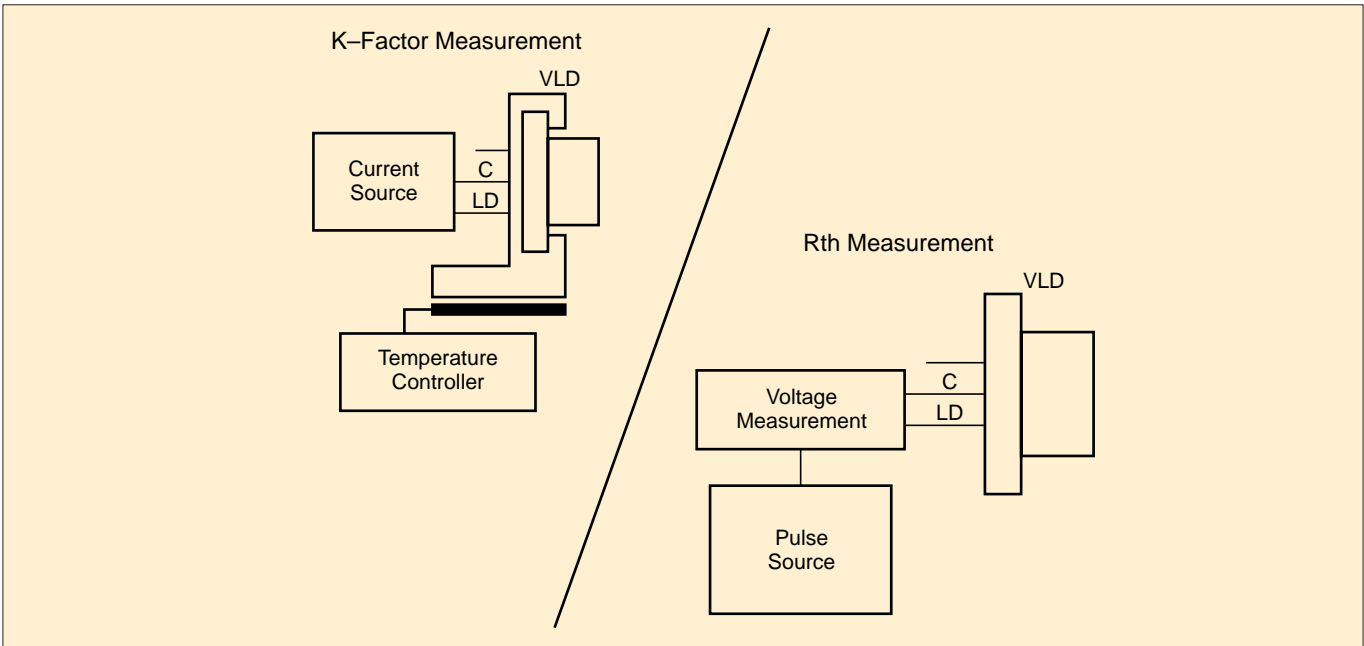 K–Factor Measurement
VLD
Current
Source
C
LD
Temperature
Controller
Rth Measurement
VLD
Voltage
Measurement
C
LD
Pulse
Source